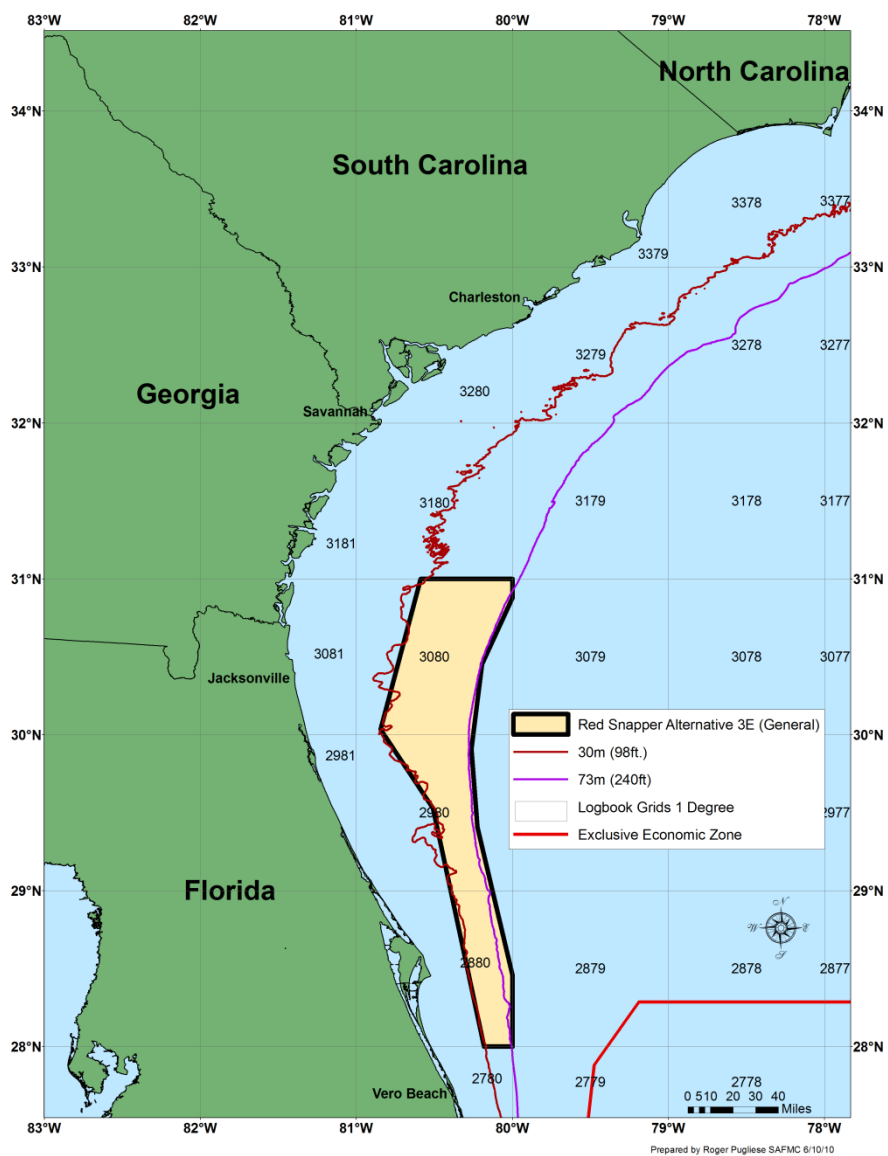 83°W 82°W 81°W 80°W 79°W 78°W
North Carolina
34°N 34°N
South Carolina
3378 3377
3379
33°N 33°N
Charleston
3279 3278 3277
Georgia
3280
Savannah
32°N 32°N
3180 3179 3178 3177
3181
31°N 31°N
3081 3080 3079 3078 3077
Jacksonville
Red Snapper Alternative 3E (General)
30°N 30°N
2981
30m (98ft.)
73m (240ft)
2980 2977
Logbook Grids 1 Degree
Exclusive Economic Zone
29°N 29°N
Florida
N
W E
S
2880 2879 2878 2877
28°N 28°N
2780 2779 2778
Vero Beach
0 5 10 20 30 40
Miles
83°W 82°W 81°W 80°W 79°W 78°W
Prepared by Roger Pugliese SAFMC 6/10/10